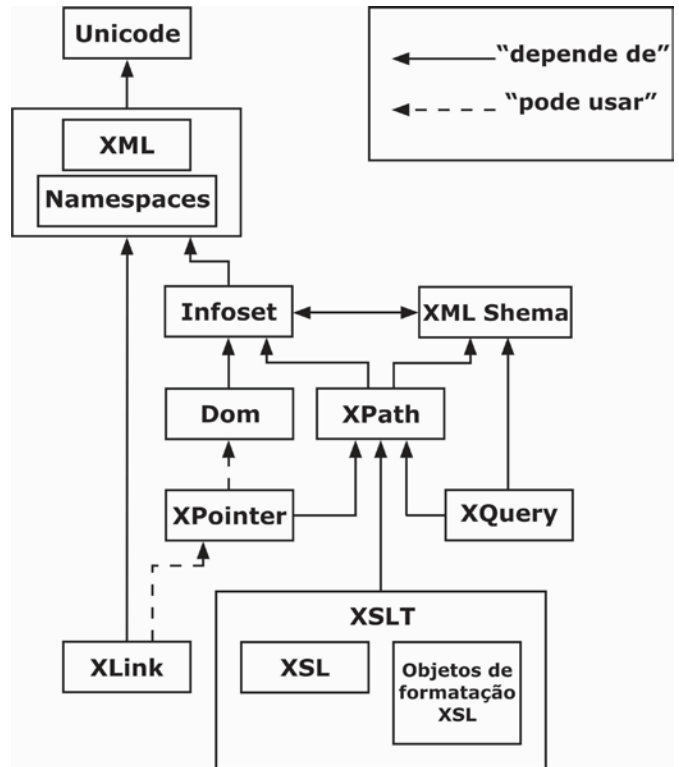 Unicode
“depende de”
“pode usar”
XML
Namespaces
Infoset
XML Shema
Dom
XPath
XPointer
XQuery
XSLT
XLink
XSL
Objetos de
formatação
XSL